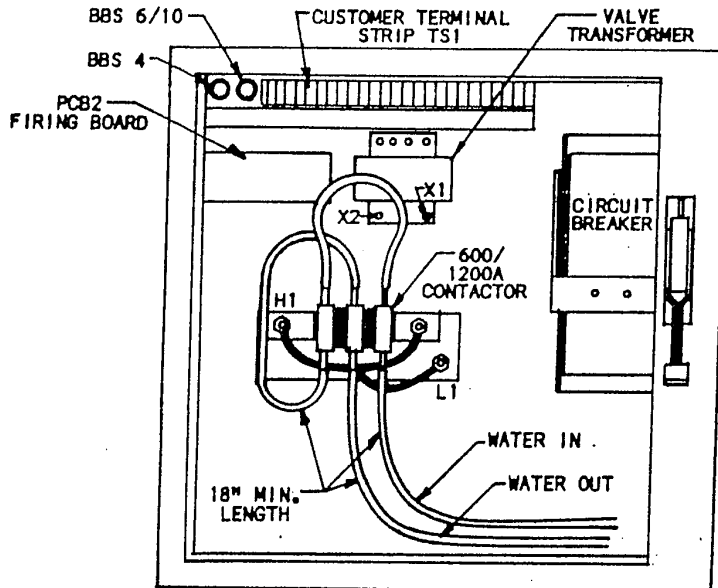 BBS 6/10
CUSTOMER TERMINAL
STRIP TS1
VALVE
TRANSFORMER
BBS 4
PCB2
FIRING BOARD
X2
X1
CIRCUIT
BREAKER
600/
1200A
CONTACTOR
H1
L1
WATER IN
18" MIN.
LENGTH
WATER OUT